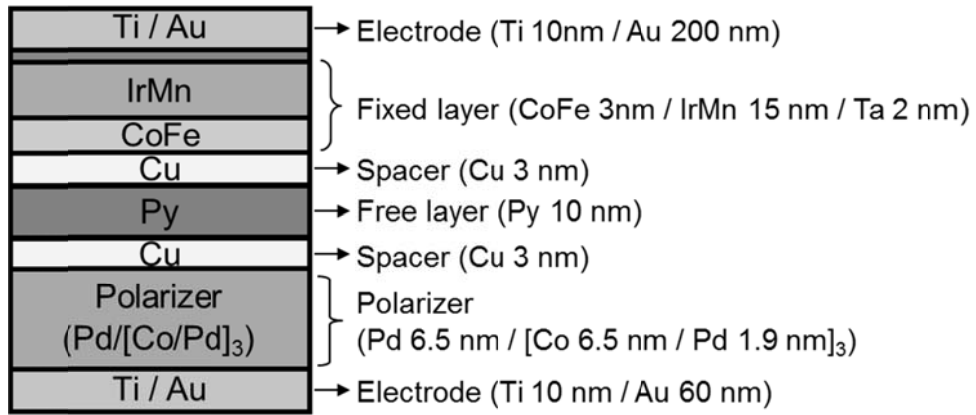 Ti / Au
Electrode (Ti 10nm / Au 200 nm)
IrMn
CoFe
Fixed layer (CoFe 3nm / IrMn 15 nm / Ta 2 nm)
Cu
Spacer (Cu 3 nm)
Py
Free layer (Py 10 nm)
Cu
Spacer (Cu 3 nm)
Polarizer
(Pd/[Co/Pd]₃)
Polarizer
(Pd 6.5 nm / [Co 6.5 nm / Pd 1.9 nm]₃)
Ti / Au
Electrode (Ti 10 nm / Au 60 nm)